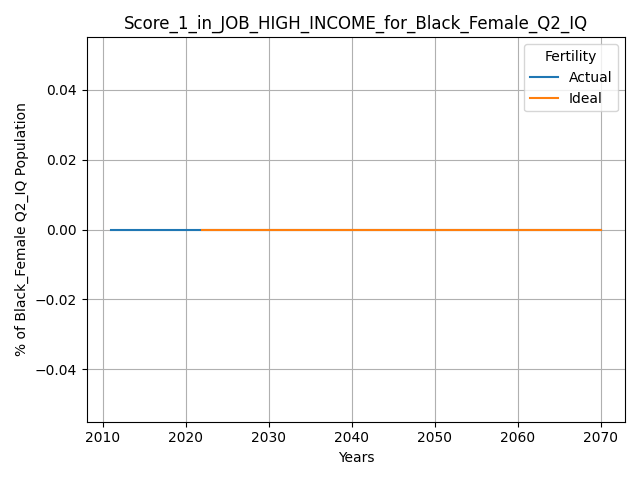 Score_1_in_JOB_HIGH_INCOME_for_Black_Female_Q2_IQ
Fertility
Actual
Ideal
% of Black_Female Q2_IQ Population
0.04
0.02
0.00
−0.02
−0.04
2010 2020 2030 2040 2050 2060 2070
Years